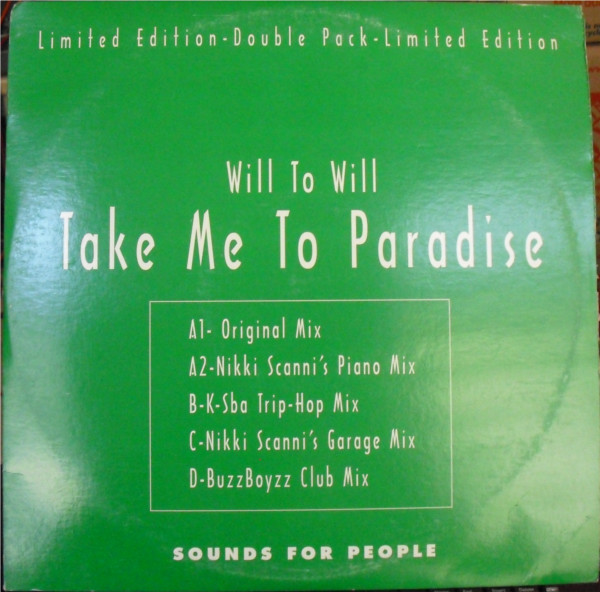 Limited Edition-Double Pack-Limited Edition
Will To Will
Take Me To Paradise
A1- Original Mix
A2-Nikki Scanni's Piano Mix
B-K-Sba Trip-Hop Mix
C-Nikki Scanni's Garage Mix
D-BuzzBoyzz Club Mix
SOUNDS FOR PEOPLE